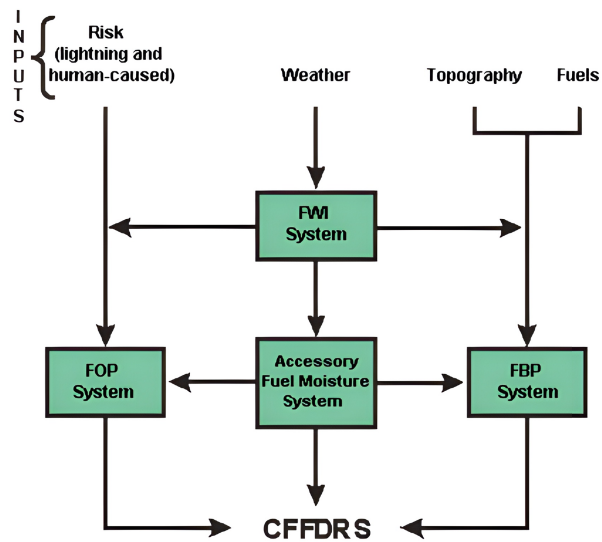 INPUTS
Risk
(lightning and
human-caused)
Weather
Topography
Fuels
FWI
System
FOP
System
Accessory
Fuel Moisture
System
FBP
System
CFFDRS